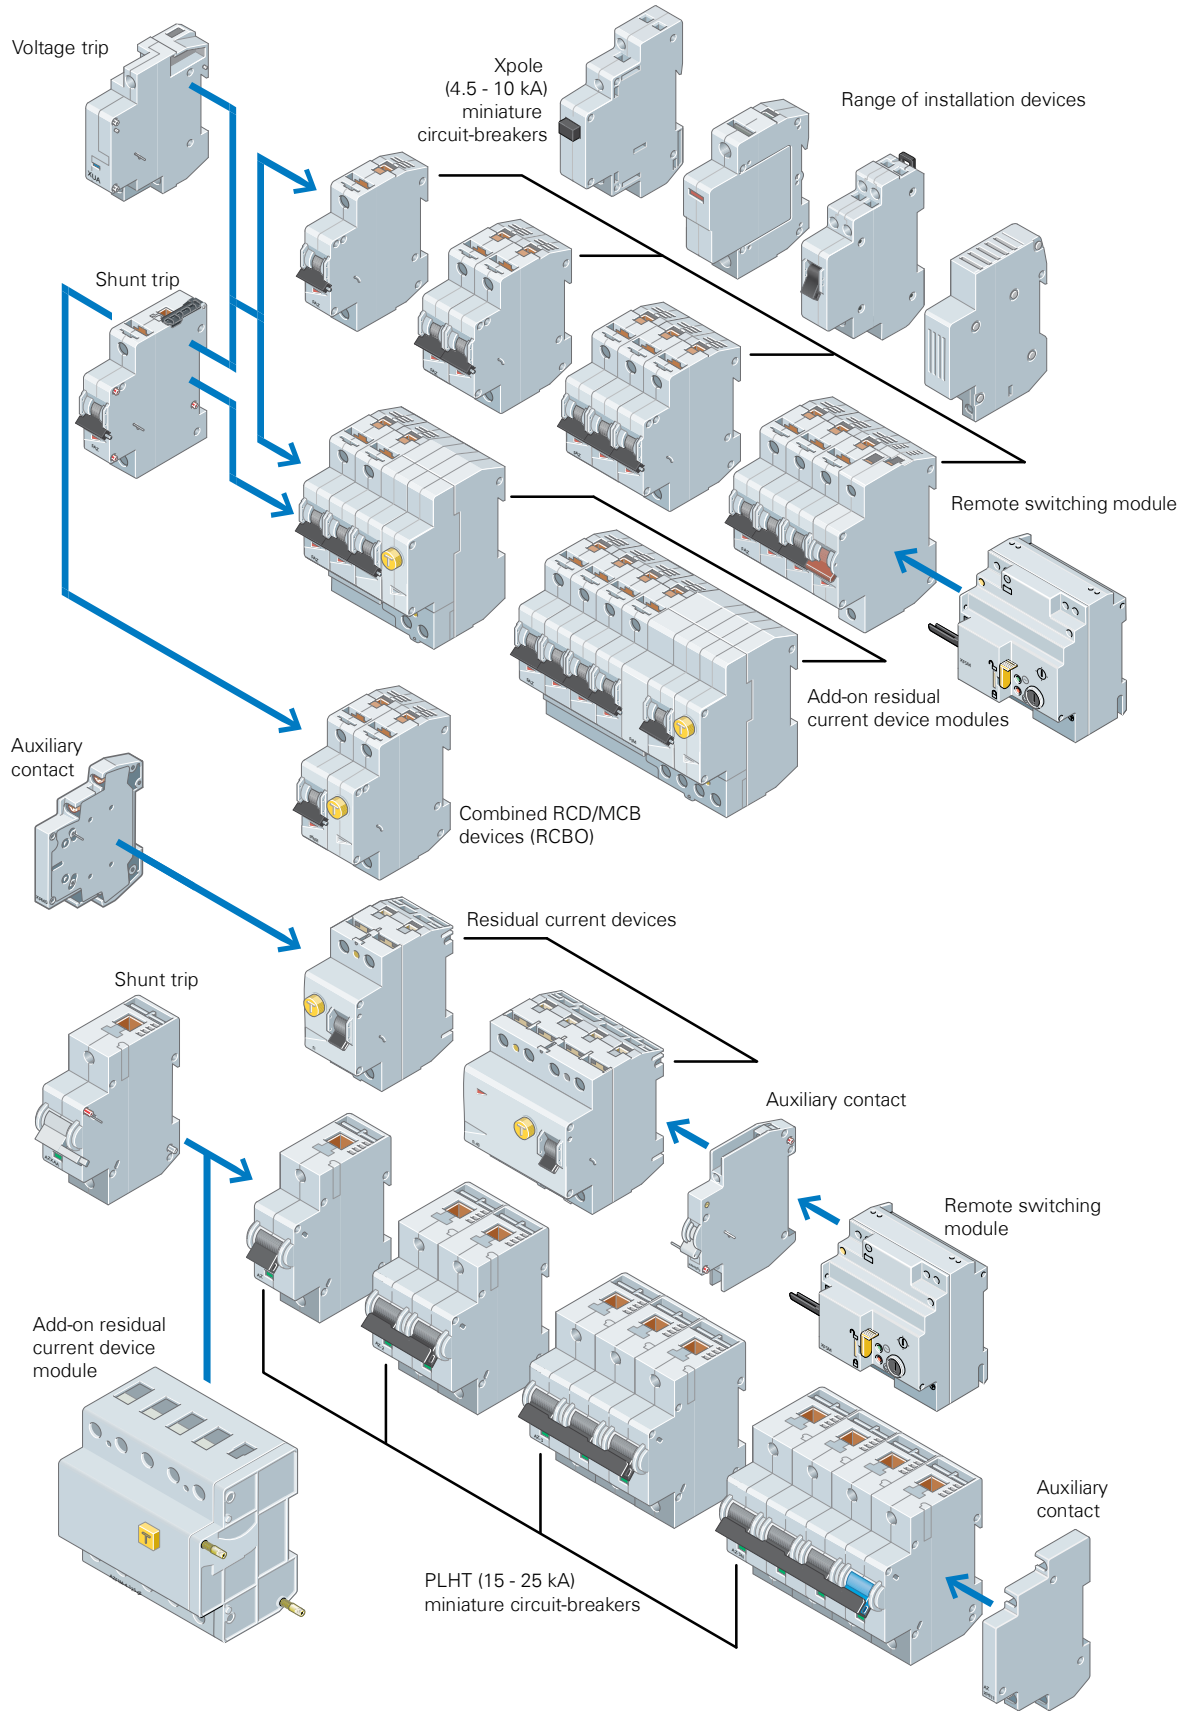 Voltage trip
Xpole
(4.5 - 10 kA)
miniature
circuit-breakers
Range of installation devices
Shunt trip
Remote switching module
Add-on residual
current device modules
Auxiliary
contact
Combined RCD/MCB
devices (RCBO)
Residual current devices
Shunt trip
Auxiliary contact
Remote switching
module
Add-on residual
current device
module
Auxiliary
contact
PLHT (15 - 25 kA)
miniature circuit-breakers